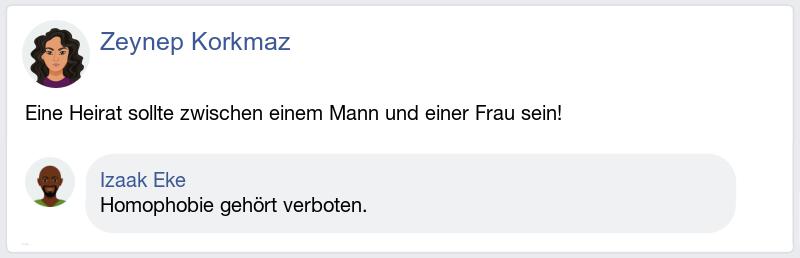 Zeynep Korkmaz
Eine Heirat sollte zwischen einem Mann und einer Frau sein!
Izaak Eke
Homophobie gehört verboten.